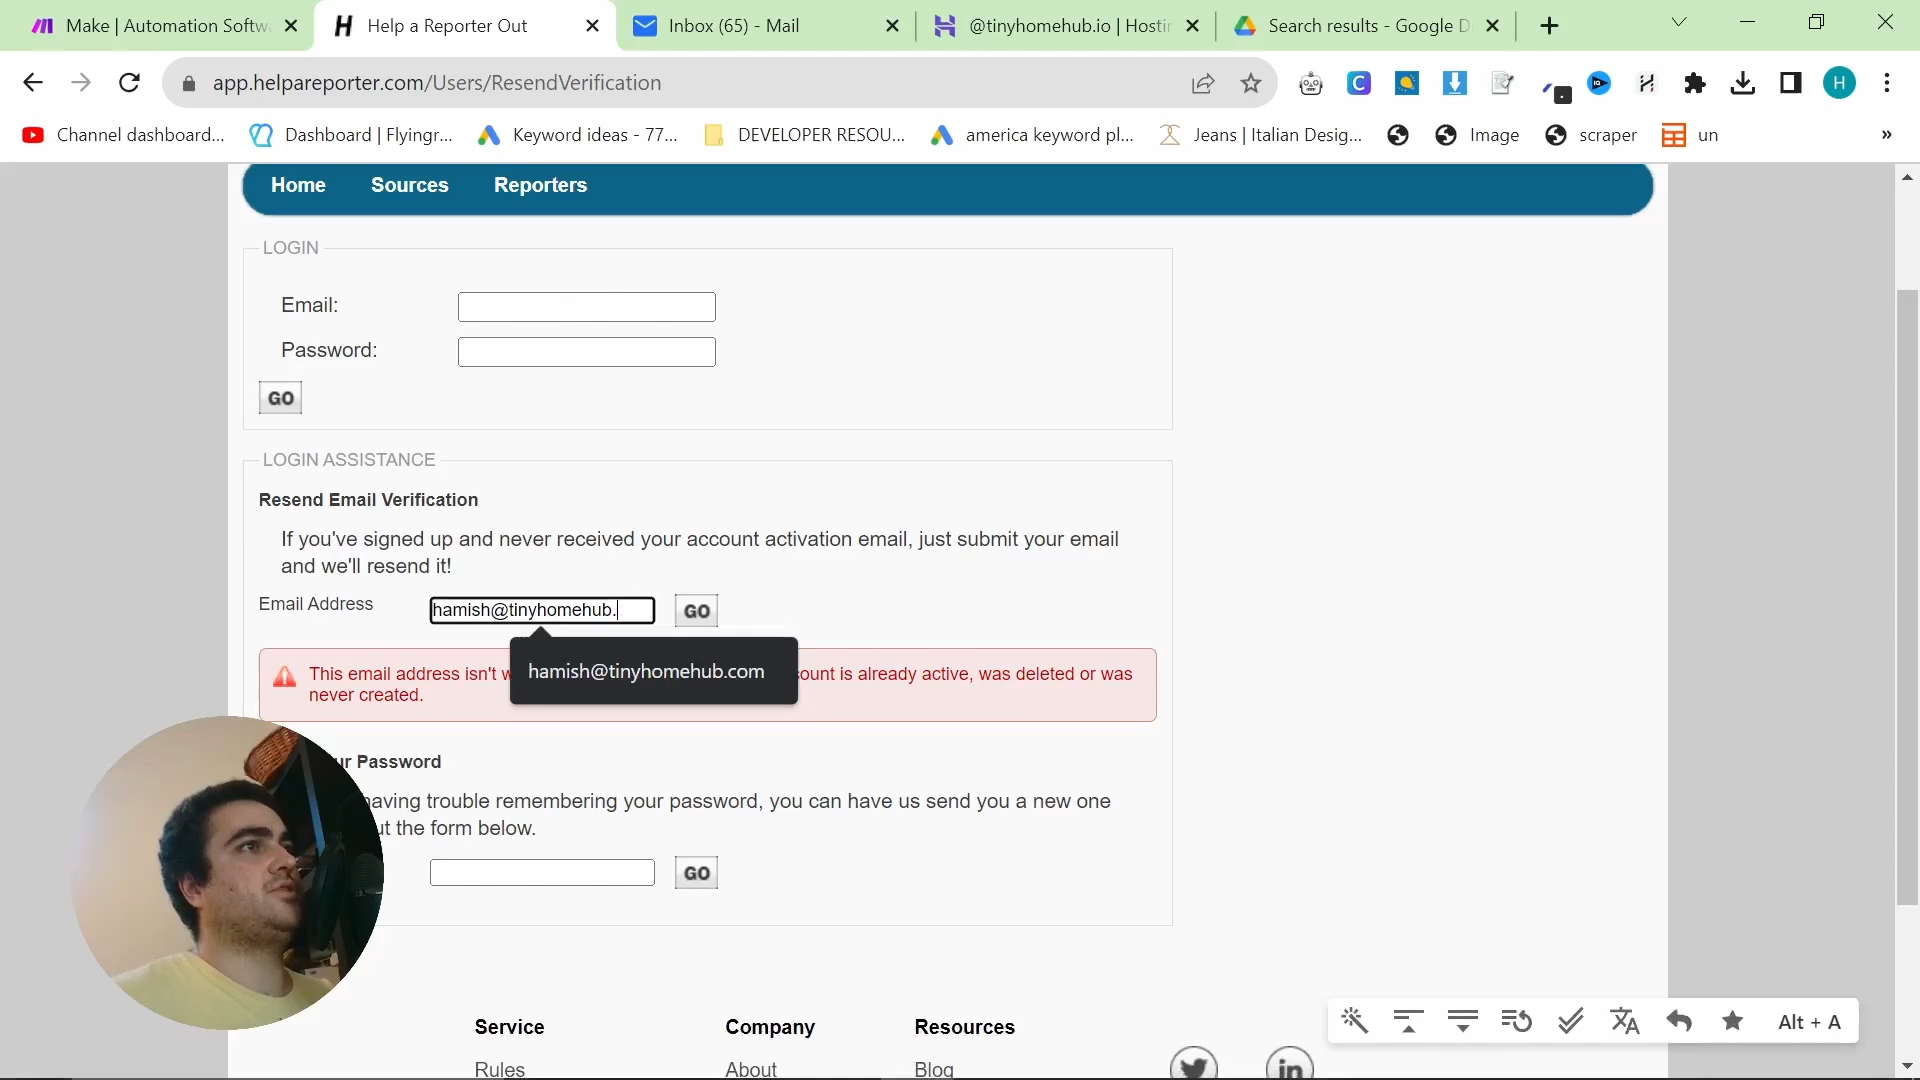 Make | Automation Softw
Help a Reporter Out
Inbox (65) - Mail
@tinyhomehub.io | Hostin
Search results - Google D
app.helpareporter.com/Users/ResendVerification
H
Channel dashboard...
Dashboard | Flyingr...
Keyword ideas - 77...
DEVELOPER RESOU...
america keyword pl...
Jeans | Italian Desig...
Image
scraper
un
»
Home
Sources
Reporters
LOGIN
Email:
Password:
GO
LOGIN ASSISTANCE
Resend Email Verification
If you've signed up and never received your account activation email, just submit your email
and we'll resend it!
Email Address
hamish@tinyhomehub.
GO
hamish@tinyhomehub.com
This email address isn't w
ount is already active, was deleted or was
never created.
ur Password
having trouble remembering your password, you can have us send you a new one
ut the form below.
GO
Service
Company
Resources
Rules
About
Blog
in
Alt + A